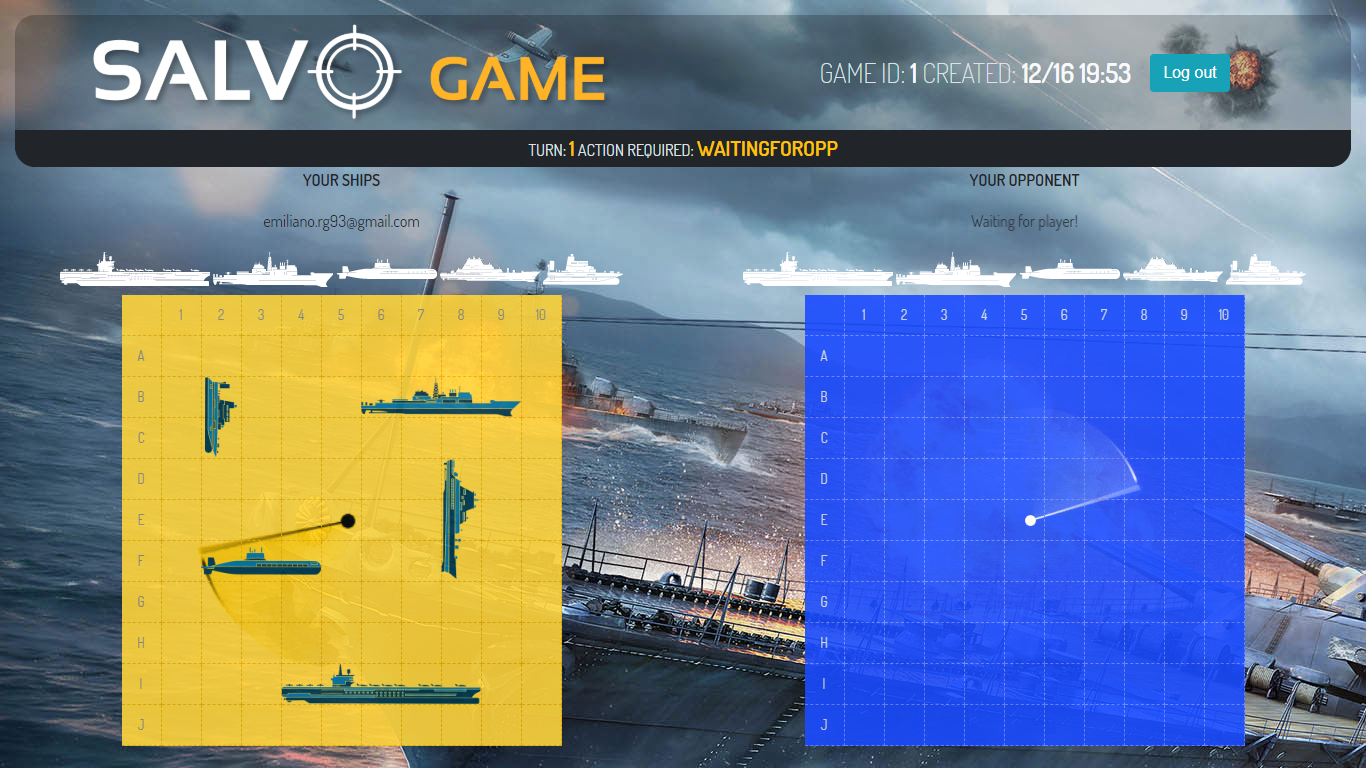 SALVO GAME
GAME ID: 1 CREATED: 12/16 19:53
Log out
TURN: 1 ACTION REQUIRED: WAITINGFOROPP
YOUR SHIPS
emiliano.rg93@gmail.com
1 2 3 4 5 6 7 8 9 10
A
B
C
D
E
F
G
H
I
J
YOUR OPPONENT
Waiting for player!
1 2 3 4 5 6 7 8 9 10
A
B
C
D
E
F
G
H
I
J